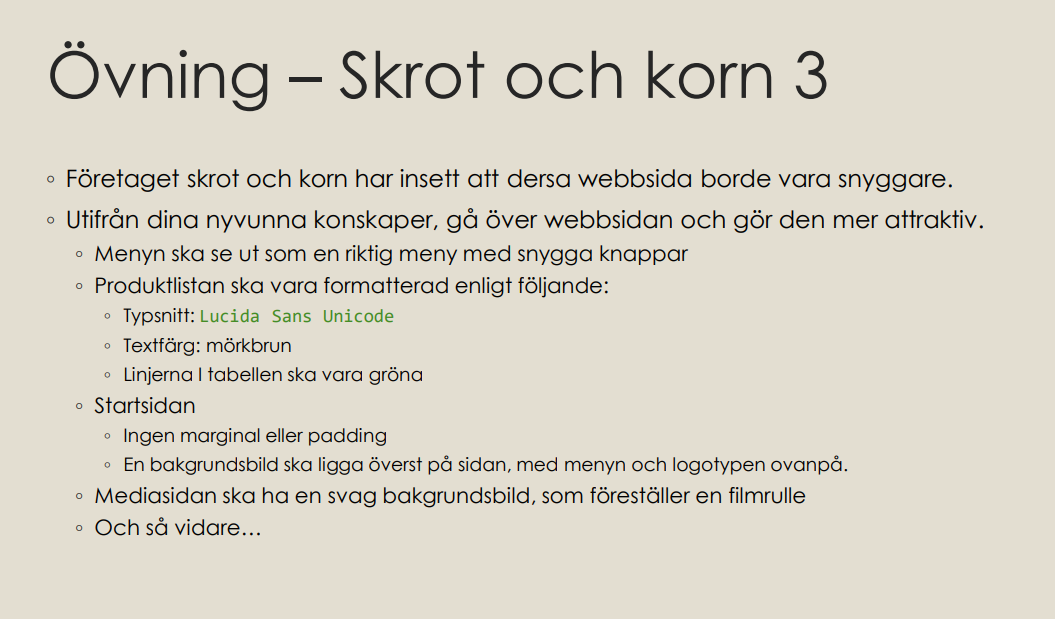 Övning – Skrot och korn 3
◦ Företaget skrot och korn har insett att dersa webbsida borde vara snyggare.
◦ Utifrån dina nyvunna konskaper, gå över webbsidan och gör den mer attraktiv.
◦ Menyn ska se ut som en riktig meny med snygga knappar
◦ Produktlistan ska vara formatterad enligt följande:
◦ Typsnitt: Lucida Sans Unicode
◦ Textfärg: mörkbrun
◦ Linjerna I tabellen ska vara gröna
◦ Startsidan
◦ Ingen marginal eller padding
◦ En bakgrundsbild ska ligga överst på sidan, med menyn och logotypen ovanpå.
◦ Mediasidan ska ha en svag bakgrundsbild, som föreställer en filmrulle
◦ Och så vidare…